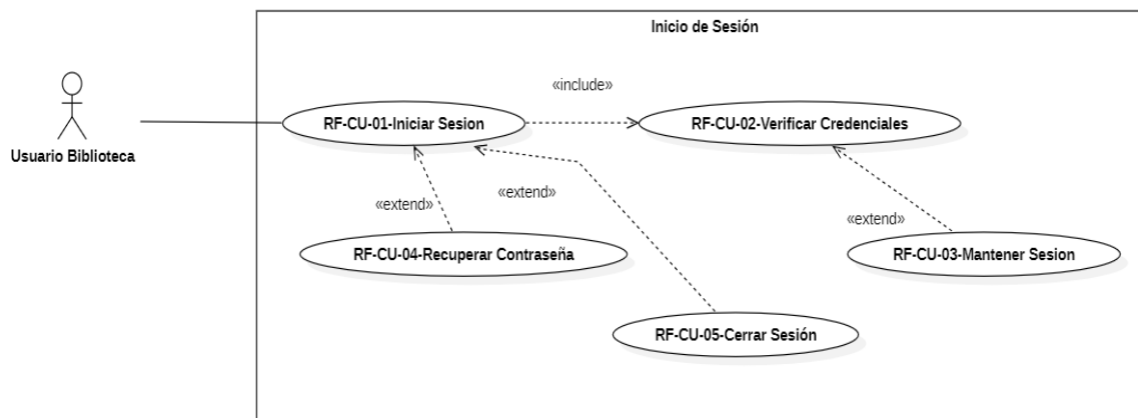 Inicio de Sesión
«include»
RF-CU-01-Iniciar Sesion
RF-CU-02-Verificar Credenciales
Usuario Biblioteca
«extend»
«extend»
«extend»
RF-CU-04-Recuperar Contraseña
RF-CU-03-Mantener Sesion
RF-CU-05-Cerrar Sesión